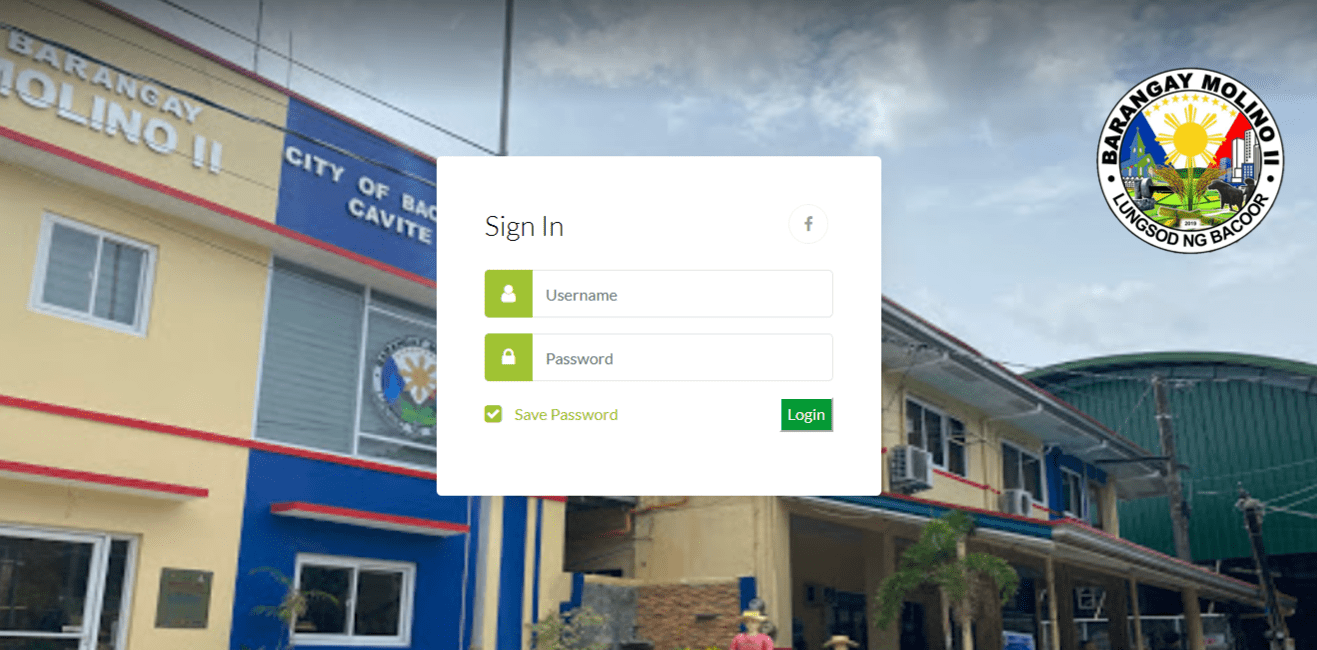 BARANGAY
MOLINO II
CITY OF BAC
CAVITE
BARANGAY MOLINO II
LUNGSOD NG BACOOR
2019
Sign In
Username
Password
Save Password
Login